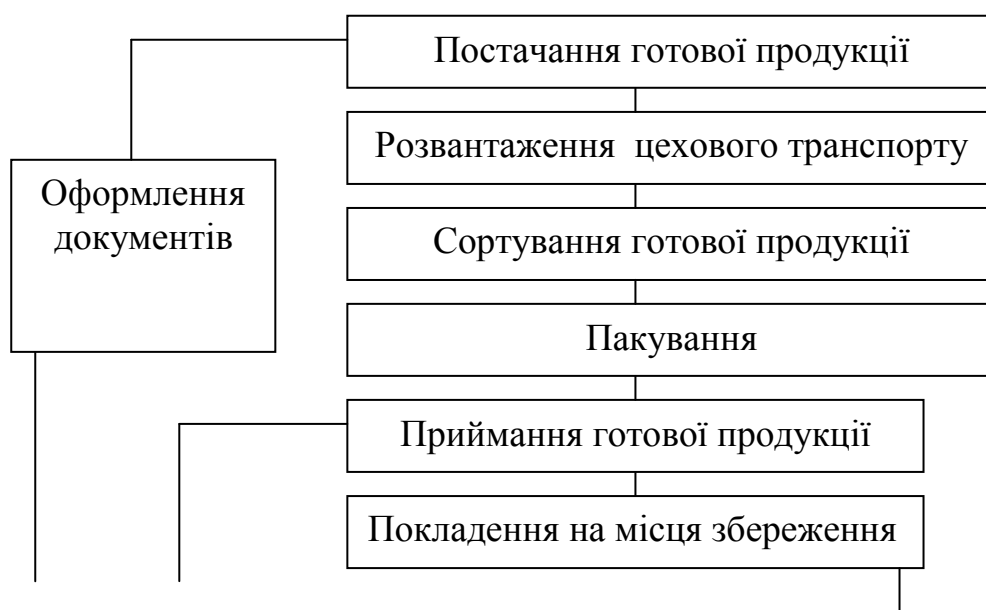 Постачання готової продукції
Розвантаження цехового транспорту
Оформлення
документів
Сортування готової продукції
Пакування
Приймання готової продукції
Покладення на місця збереження